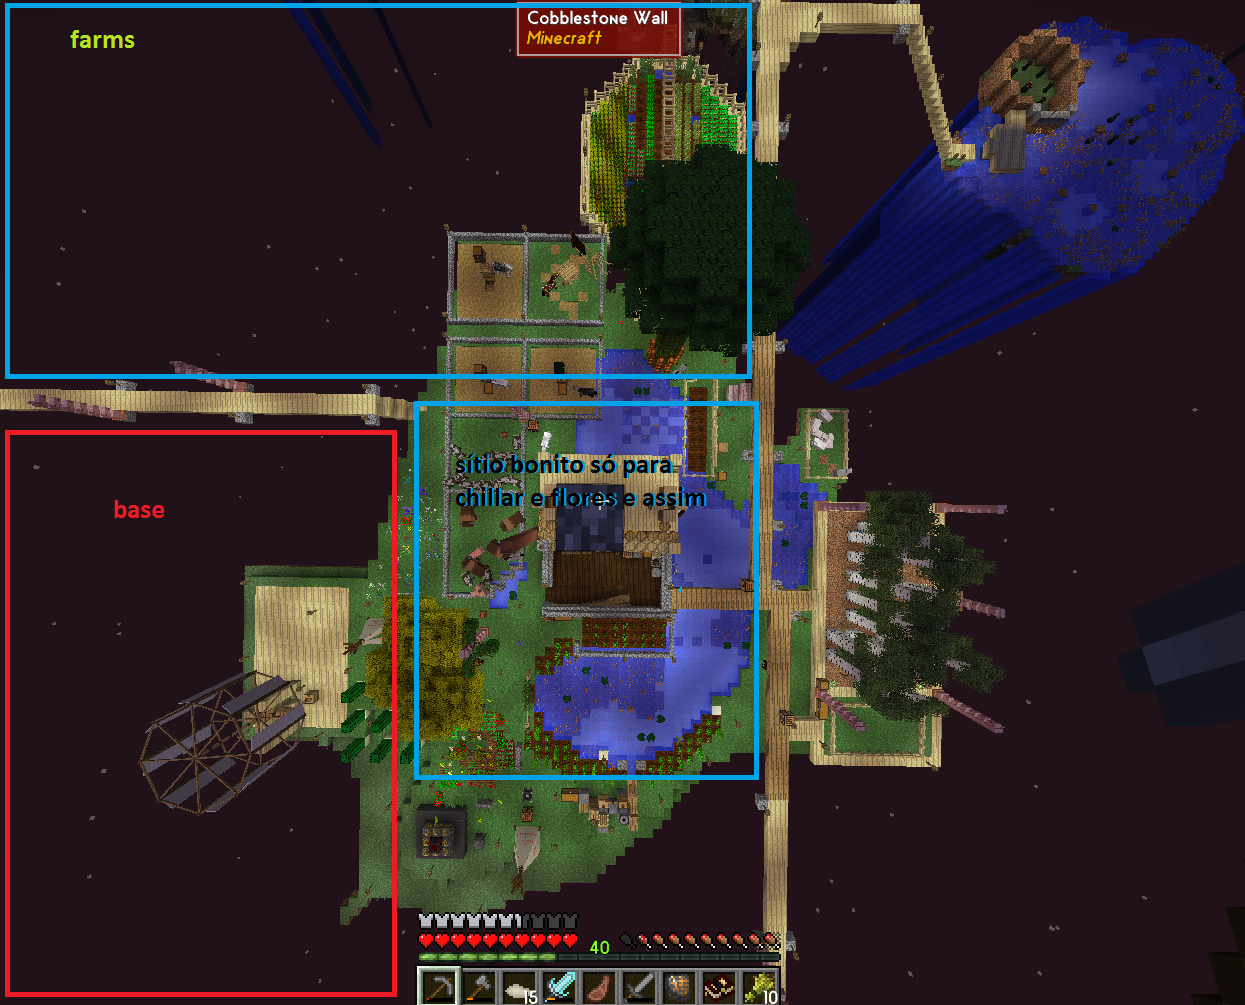 Cobblestone Wall
Minecraft
farms
sítio bonito só para
chillar e flores e assim
base
40
15
10